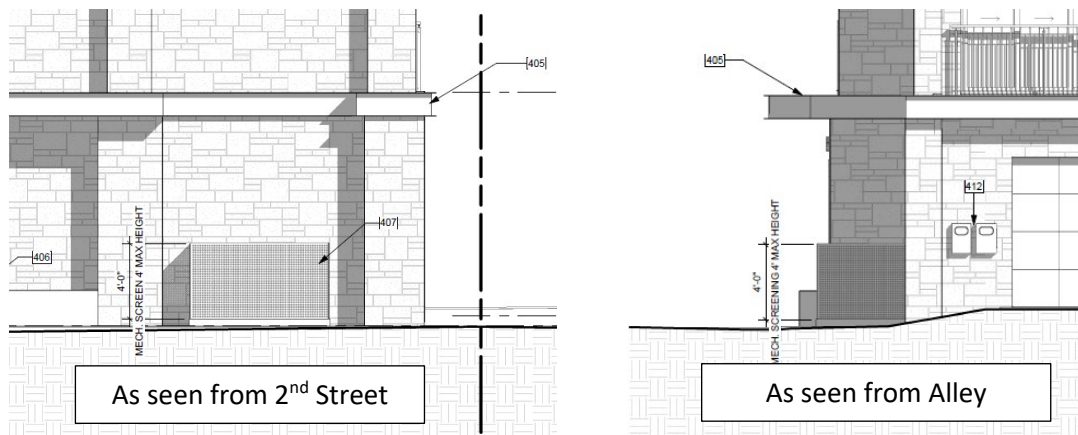 405
407
406
4'-0"
MECH. SCREEN 4' MAX HEIGHT
As seen from 2nd Street
405
412
4'-0"
MECH. SCREENING 4' MAX HEIGHT
As seen from Alley